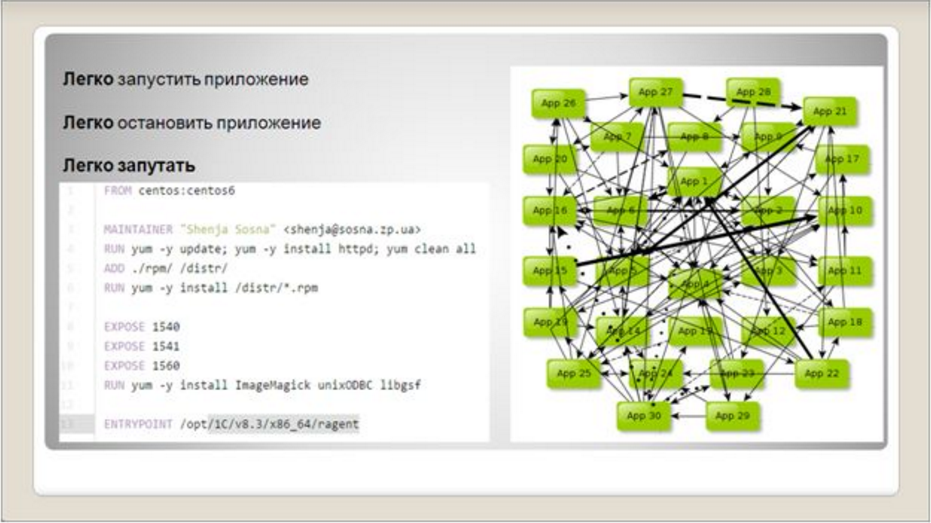 Легко запустить приложение
Легко остановить приложение
Легко запутать
1 FROM centos:centos6
2
3 MAINTAINER "Shenja Sosna" <shenja@sosna.zp.ua>
4 RUN yum -y update; yum -y install httpd; yum clean all
5 ADD ./rpm/ /distr/
6 RUN yum -y install /distr/*.rpm
7
8 EXPOSE 1540
9 EXPOSE 1541
10 EXPOSE 1560
11 RUN yum -y install ImageMagick unixODBC libgsf
12
13 ENTRYPOINT /opt/1C/v8.3/x86_64/ragent
App 26
App 27
App 28
App 21
App 7
App 8
App 9
App 20
App 17
App 1
App 16
App 6
App 2
App 10
App 15
App 5
App 4
App 3
App 11
App 19
App 14
App 13
App 12
App 18
App 25
App 24
App 23
App 22
App 30
App 29